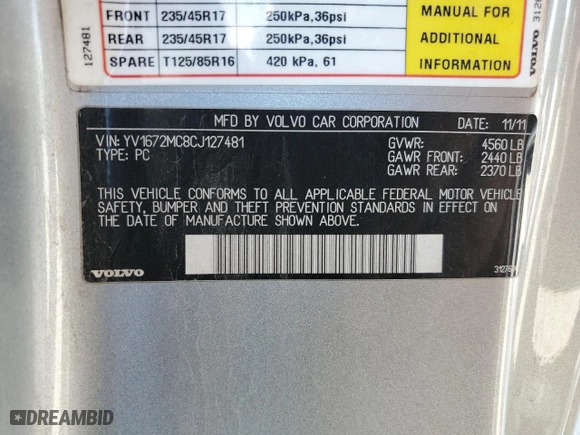 FRONT 235/45R17 250kPa,36psi MANUAL FOR
REAR 235/45R17 250kPa,36psi ADDITIONAL
SPARE T125/85R16 420 kPa, 61 INFORMATION
127481
VOLVO
MFD BY VOLVO CAR CORPORATION DATE: 11/11
VIN: YV1672MC8CJ127481 GVWR: 4560 LB
TYPE: PC GAWR FRONT: 2440 LB
GAWR REAR: 2370 LB
THIS VEHICLE CONFORMS TO ALL APPLICABLE FEDERAL MOTOR VEHICLE
SAFETY, BUMPER AND THEFT PREVENTION STANDARDS IN EFFECT ON
THE DATE OF MANUFACTURE SHOWN ABOVE.
VOLVO
DREAMBID